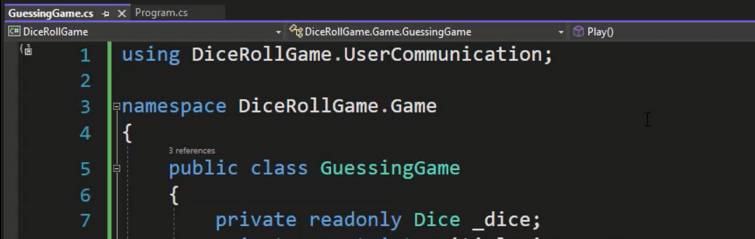 GuessingGame.cs Program.cs
DiceRollGame DiceRollGame.Game.GuessingGame Play()
1 using DiceRollGame.UserCommunication;
2
3 namespace DiceRollGame.Game
4 {
3 references
5 public class GuessingGame
6 {
7 private readonly Dice _dice;